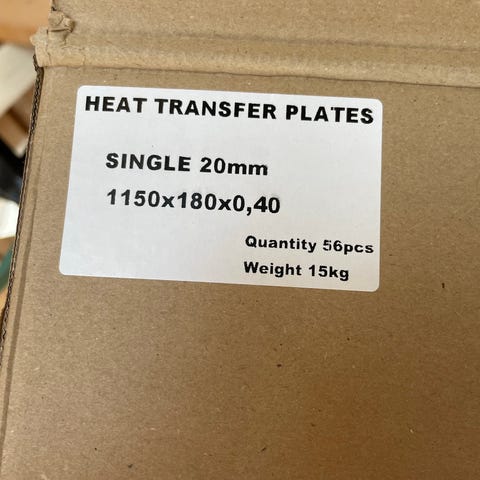 HEAT TRANSFER PLATES
SINGLE 20mm
1150x180x0,40
Quantity 56pcs
Weight 15kg